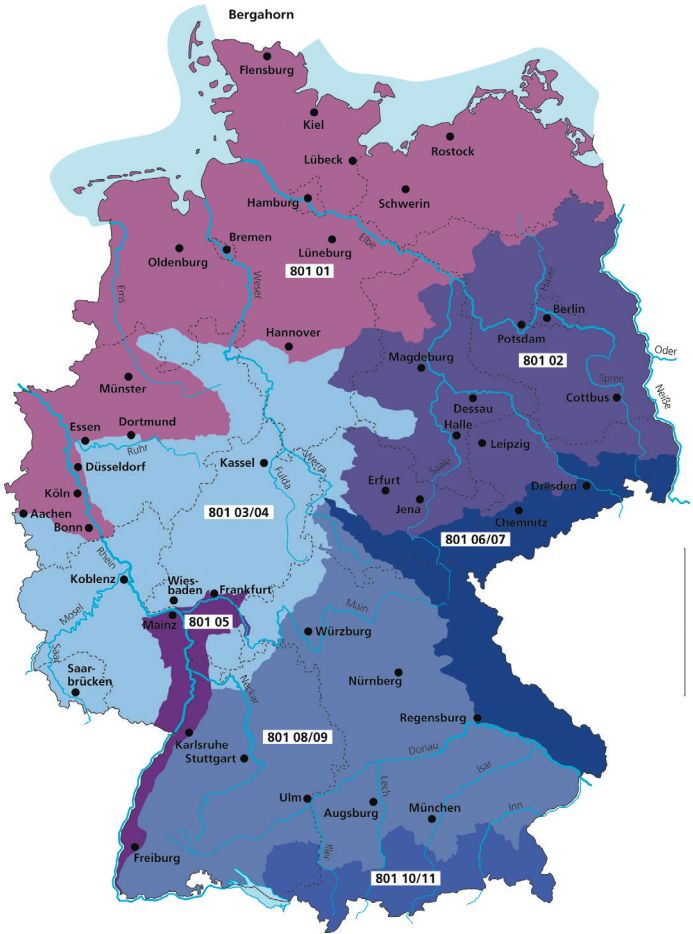 Bergahorn
Flensburg
Kiel
Rostock
Lübeck
Schwerin
Hamburg
Bremen
Lüneburg
Elbe
Oldenburg
801 01
Weser
Ems
Havel
Berlin
Potsdam
Hannover
Oder
Magdeburg
801 02
Spree
Neiße
Münster
Cottbus
Dessau
Essen
Dortmund
Halle
Leipzig
Ruhr
Düsseldorf
Kassel
Werra
Fulda
Saale
Köln
Erfurt
Dresden
Jena
Aachen
801 03/04
Chemnitz
Bonn
801 06/07
Rhein
Koblenz
Wies-
baden
Frankfurt
Mosel
Main
Mainz
801 05
Würzburg
Saar
Saar-
brücken
Nürnberg
Neckar
Regensburg
Karlsruhe
801 08/09
Stuttgart
Donau
Isar
Lech
Ulm
Augsburg
München
Inn
Iller
Freiburg
801 10/11